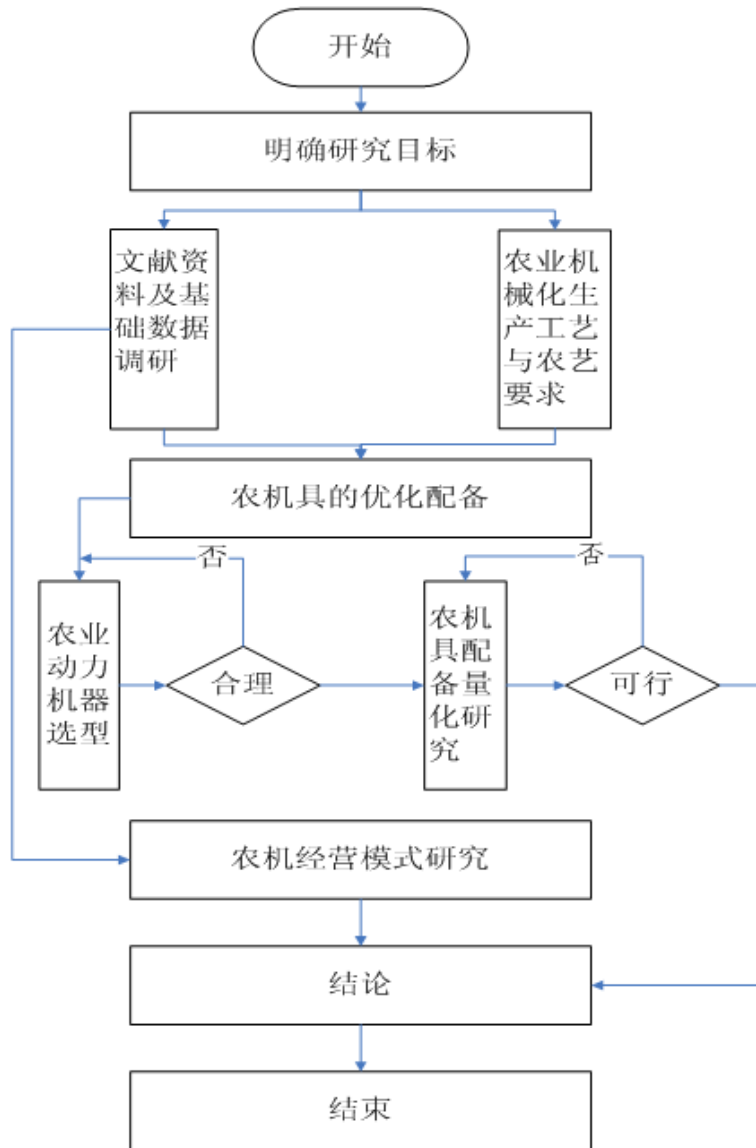 开始
明确研究目标
文献资
料及基
础数据
调研
农业机
械化生
产工艺
与农艺
要求
农机具的优化配备
否
否
农业
动力
机器
选型
合理
农机
具配
备量
化研
究
可行
农机经营模式研究
结论
结束